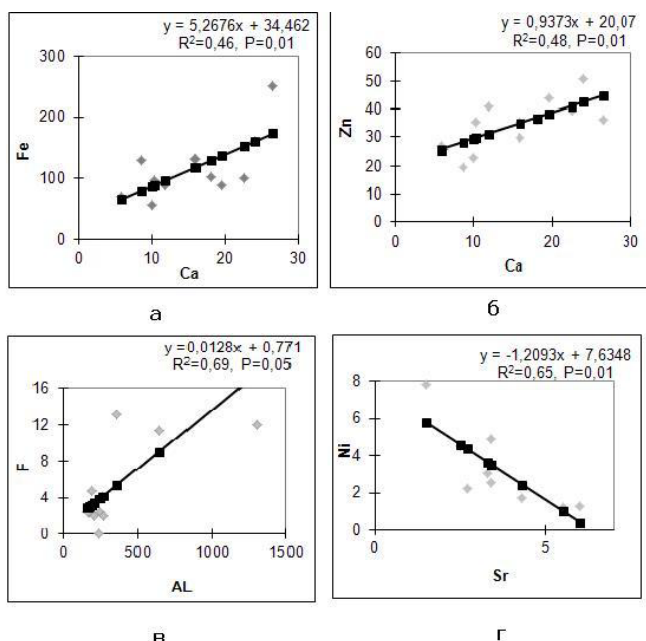 y = 5,2676x + 34,462
R²=0,46, P=0,01
300
200
100
0
0 10 20 30
Fe
Ca
а
y = 0,9373x + 20,07
R²=0,48, P=0,01
60
50
40
30
20
10
0
0 10 20 30
Zn
Ca
б
y =0,0128x + 0,771
R²=0,69, P=0,05
16
12
8
4
0
0 500 1000 1500
F
AL
в
y = -1,2093x + 7,6348
R²=0,65, P=0,01
8
6
4
2
0
0 5
Ni
Sr
г